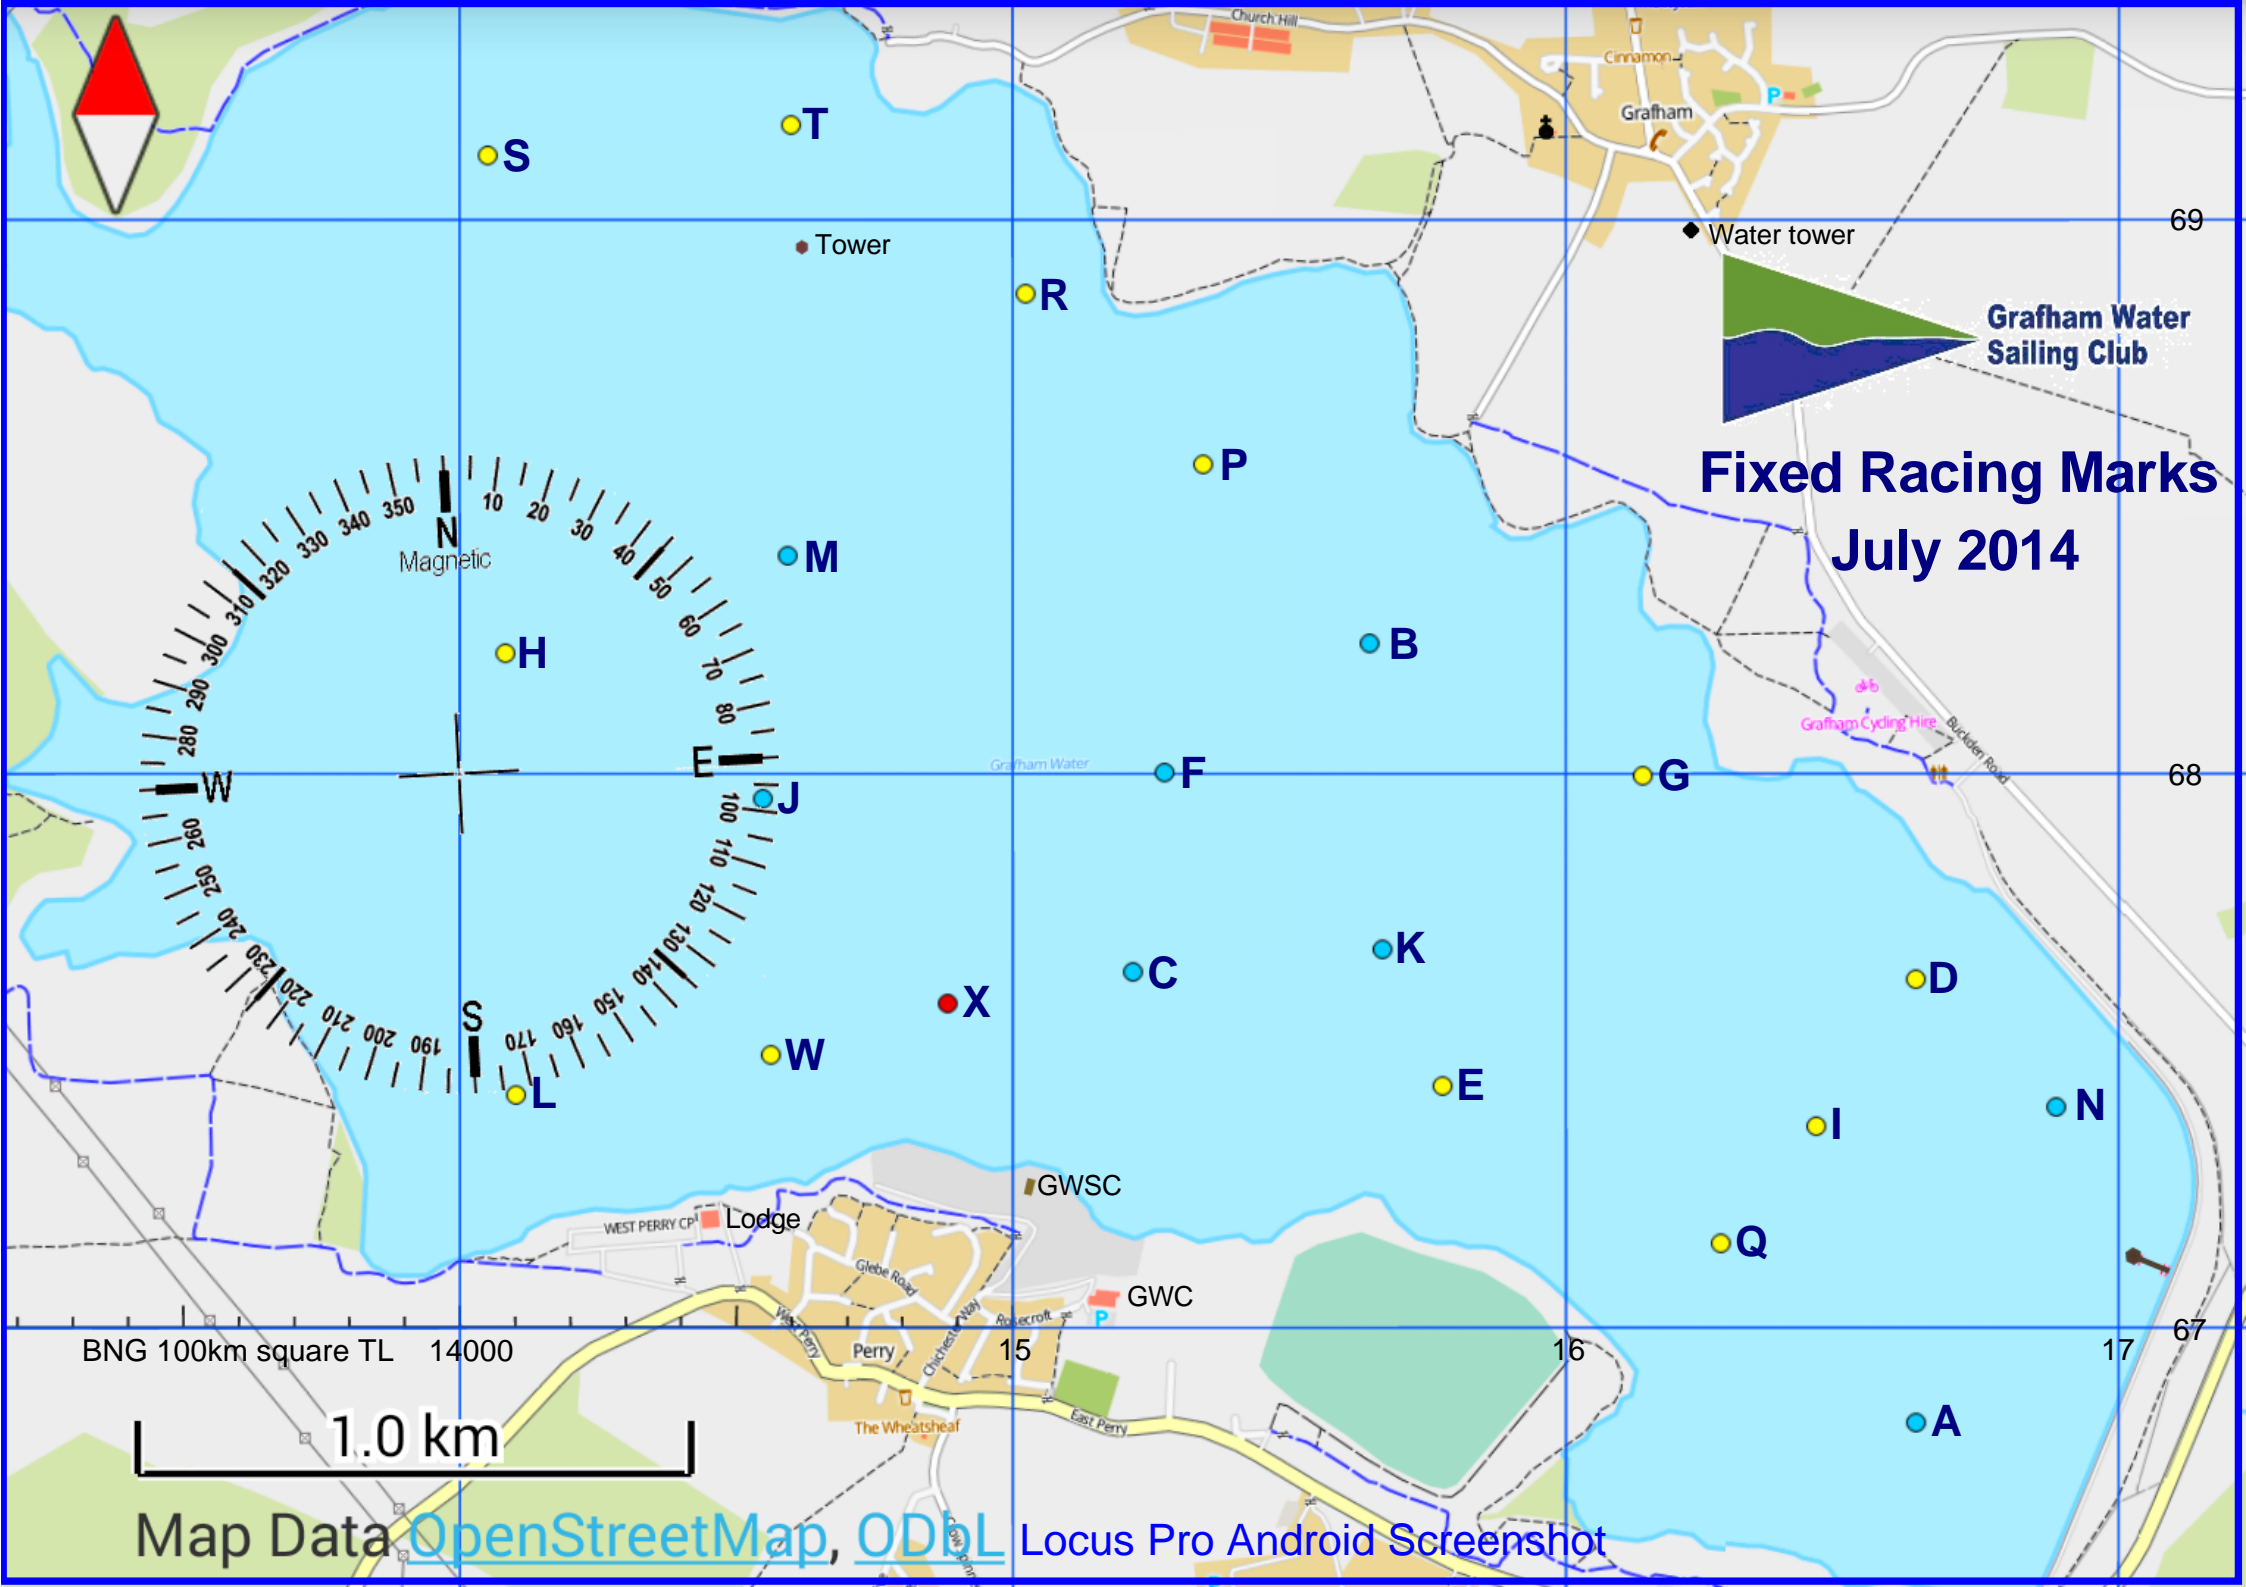 Church Hill
Cinnamon
P
Grafham
T
S
69
Water tower
Tower
R
Grafham Water
Sailing Club
P
Fixed Racing Marks
July 2014
350
N
10
340
20
330
30
Magnetic
40
M
320
50
310
60
300
H
B
70
290
80
Grafham Cycling Hire
Buckden Road
280
E
Grafham Water
F
G
68
W
J
100
260
110
250
120
240
130
K
230
140
C
D
220
150
X
S
210
160
200
170
190
W
E
L
N
I
GWSC
WEST PERRY CP
Lodge
Q
Glebe Road
GWC
P
West Perry
Chichester Way
Rosecroft
BNG 100km square TL
14000
Perry
15
16
17
67
East Perry
The Wheatsheaf
A
1.0 km
Map Data OpenStreetMap, ODbL Locus Pro Android Screenshot